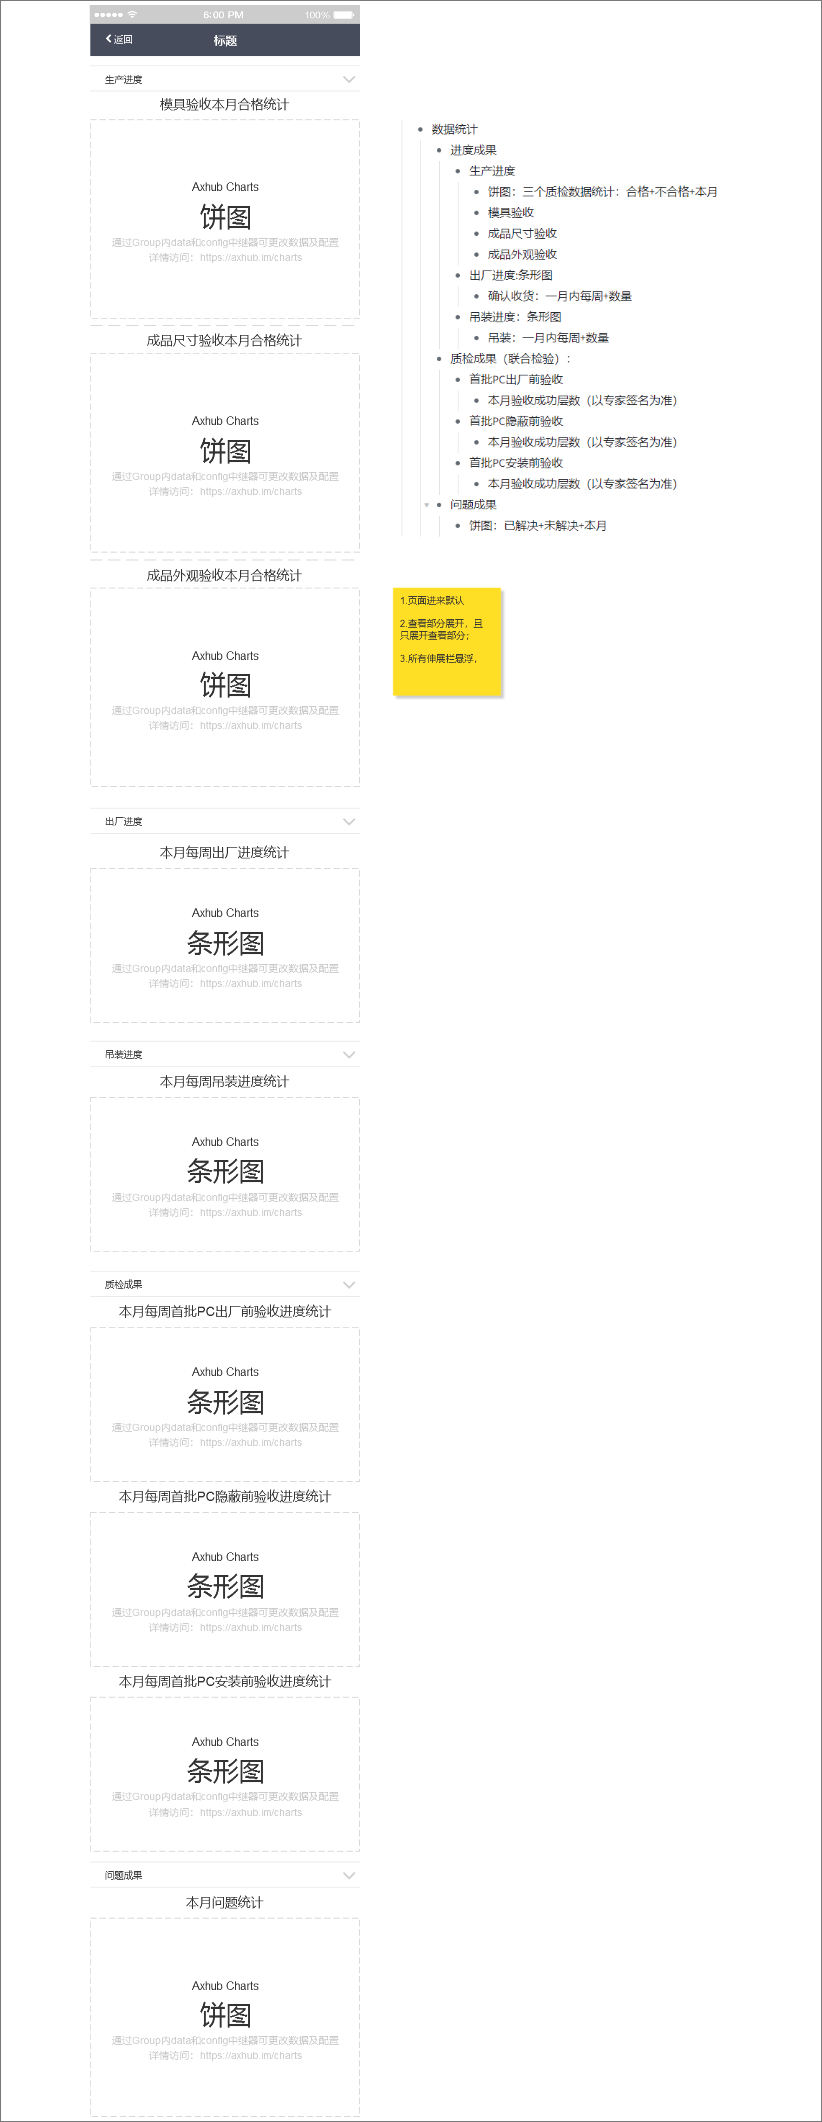 6:00 PM
100%
返回
标题
生产进度
模具验收本月合格统计
Axhub Charts
饼图
通过Group内data和config中继器可更改数据及配置
详情访问：https://axhub.im/charts
成品尺寸验收本月合格统计
Axhub Charts
饼图
通过Group内data和config中继器可更改数据及配置
详情访问：https://axhub.im/charts
成品外观验收本月合格统计
Axhub Charts
饼图
通过Group内data和config中继器可更改数据及配置
详情访问：https://axhub.im/charts
出厂进度
本月每周出厂进度统计
Axhub Charts
条形图
通过Group内data和config中继器可更改数据及配置
详情访问：https://axhub.im/charts
吊装进度
本月每周吊装进度统计
Axhub Charts
条形图
通过Group内data和config中继器可更改数据及配置
详情访问：https://axhub.im/charts
质检成果
本月每周首批PC出厂前验收进度统计
Axhub Charts
条形图
通过Group内data和config中继器可更改数据及配置
详情访问：https://axhub.im/charts
本月每周首批PC隐蔽前验收进度统计
Axhub Charts
条形图
通过Group内data和config中继器可更改数据及配置
详情访问：https://axhub.im/charts
本月每周首批PC安装前验收进度统计
Axhub Charts
条形图
通过Group内data和config中继器可更改数据及配置
详情访问：https://axhub.im/charts
问题成果
本月问题统计
Axhub Charts
饼图
通过Group内data和config中继器可更改数据及配置
详情访问：https://axhub.im/charts
数据统计
进度成果
生产进度
饼图：三个质检数据统计：合格+不合格+本月
模具验收
成品尺寸验收
成品外观验收
出厂进度:条形图
确认收货：一月内每周+数量
吊装进度：条形图
吊装：一月内每周+数量
质检成果（联合检验）：
首批PC出厂前验收
本月验收成功层数（以专家签名为准）
首批PC隐蔽前验收
本月验收成功层数（以专家签名为准）
首批PC安装前验收
本月验收成功层数（以专家签名为准）
问题成果
饼图：已解决+未解决+本月
1.页面进来默认
2.查看部分展开，且
只展开查看部分；
3.所有伸展栏悬浮，